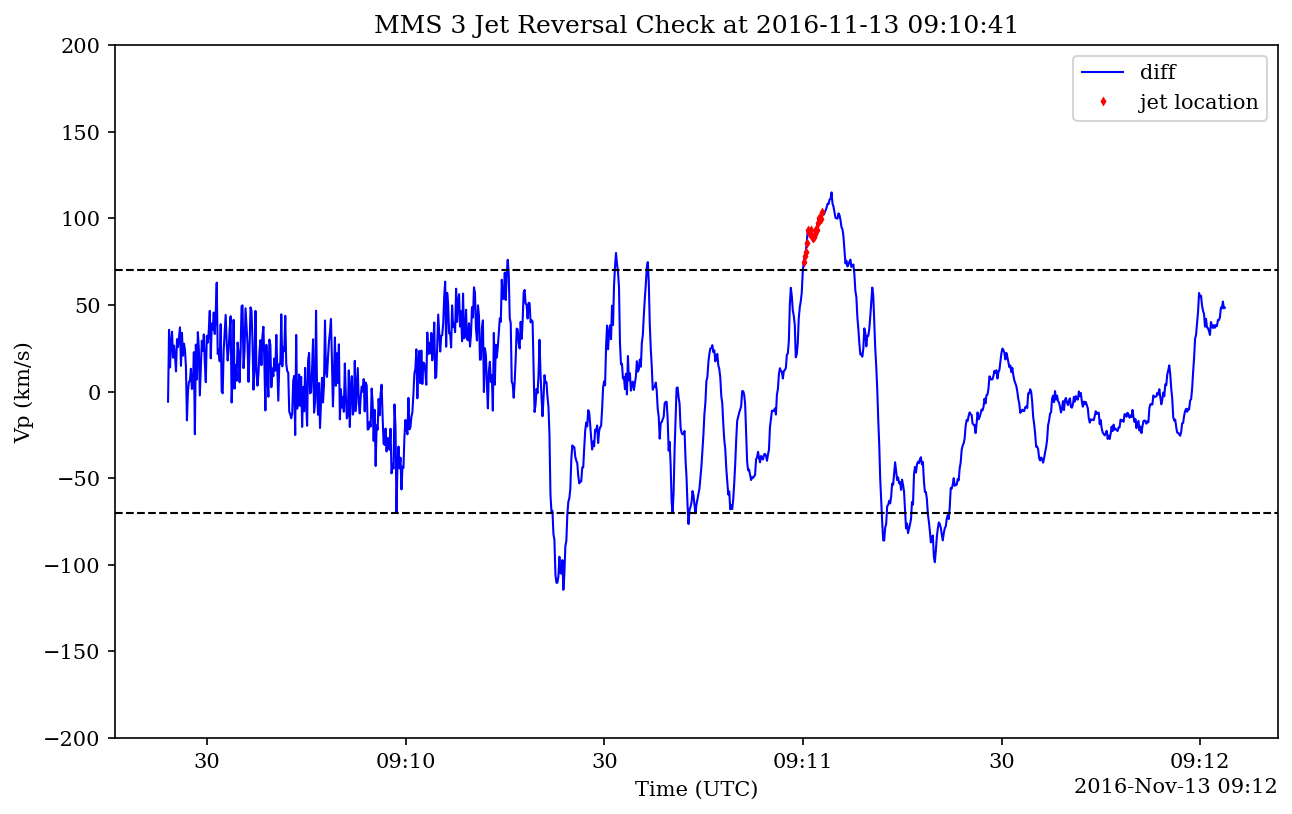 MMS 3 Jet Reversal Check at 2016-11-13 09:10:41
200
150
100
50
0
−50
−100
−150
−200
Vp (km/s)
diff
jet location
30
09:10
30
09:11
30
09:12
Time (UTC)
2016-Nov-13 09:12